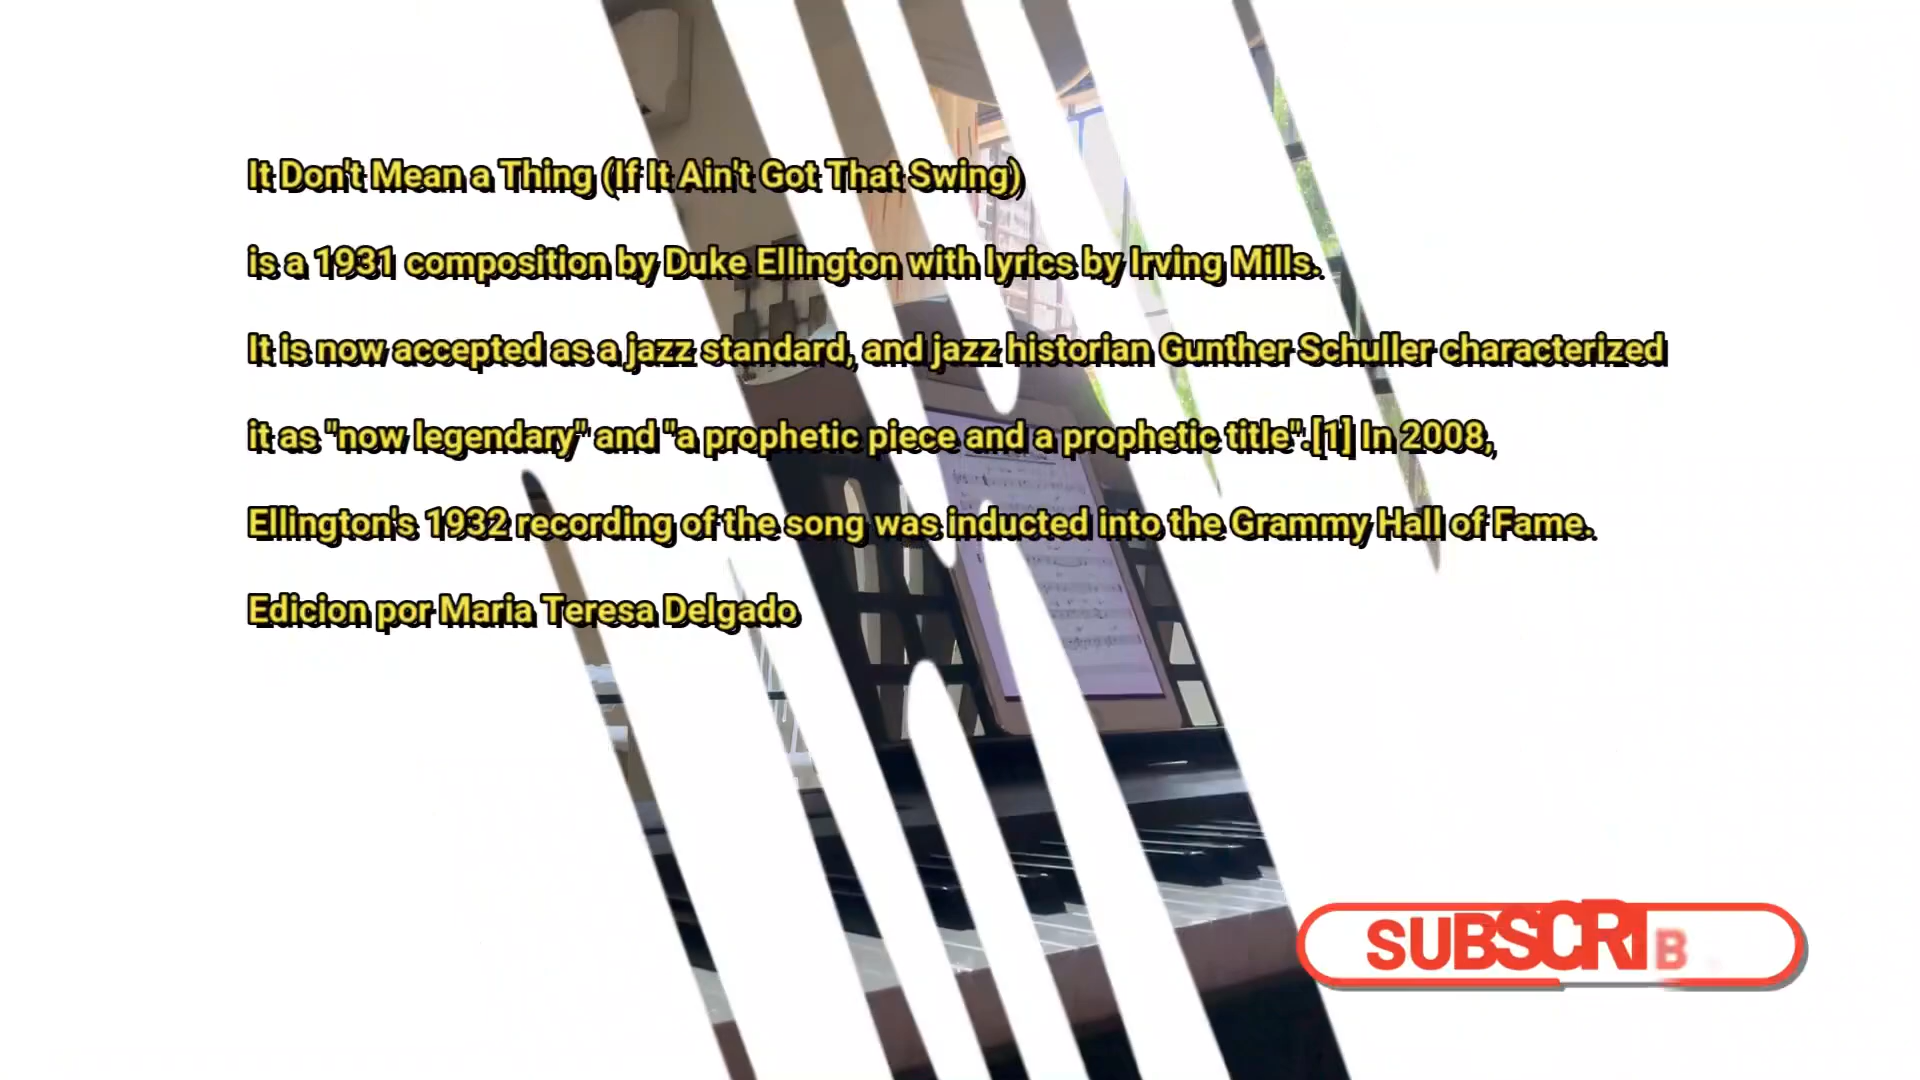 It Don't Mean a Thing (If It Ain't Got That Swing)
is a 1931 composition by Duke Ellington with lyrics by Irving Mills.
It is now accepted as a jazz standard, and jazz historian Gunther Schuller characterized
it as "now legendary" and "a prophetic piece and a prophetic title".[1] In 2008,
Ellington's 1932 recording of the song was inducted into the Grammy Hall of Fame.
Edicion por Maria Teresa Delgado
SUBSCRIB